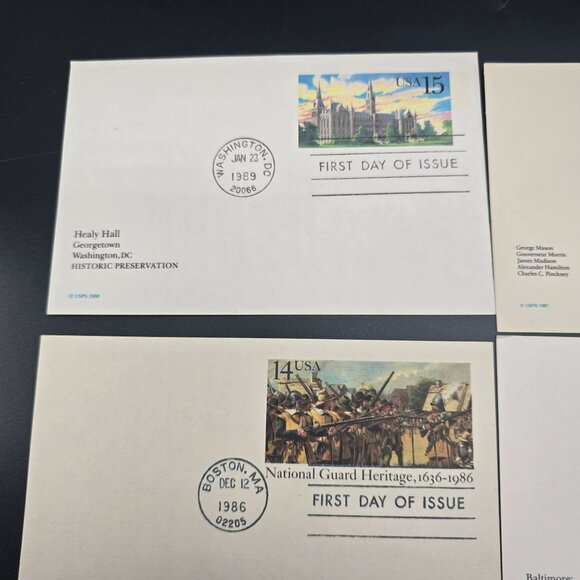 USA 15
WASHINGTON, DC
JAN 23
1989
20066
FIRST DAY OF ISSUE
Healy Hall
Georgetown
Washington, DC
HISTORIC PRESERVATION
© USPS 1988
George Mason
Gouverneur Morris
James Madison
Alexander Hamilton
Charles C. Pinckney
© USPS 1987
14 USA
National Guard Heritage, 1636-1986
BOSTON, MA
DEC 12
1986
02205
FIRST DAY OF ISSUE
Baltimore